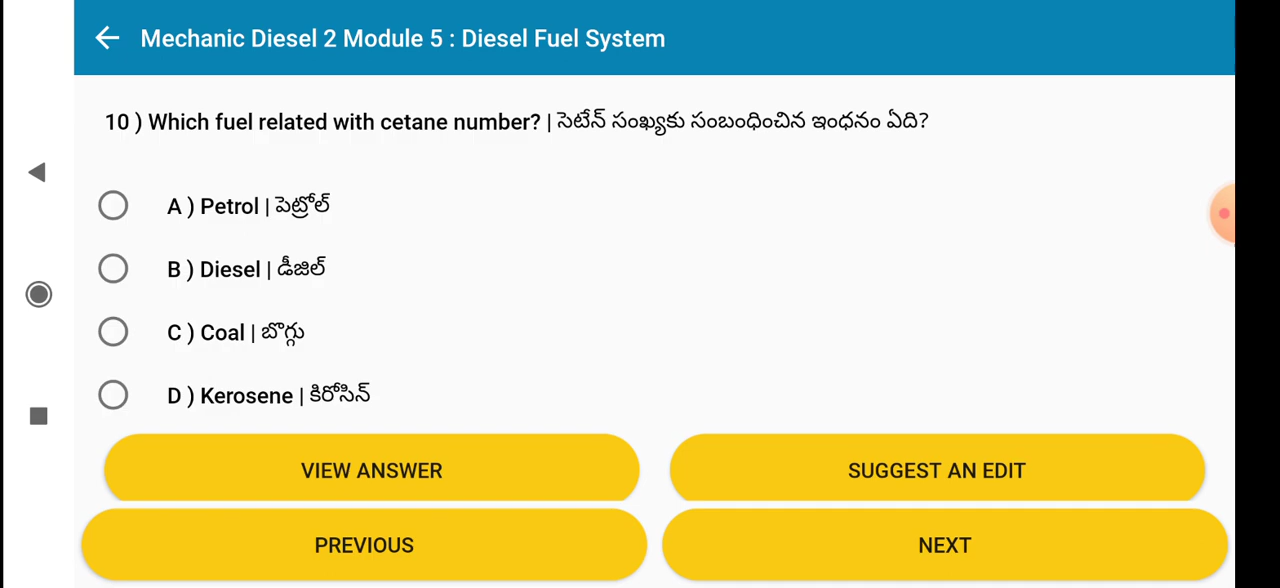 Mechanic Diesel 2 Module 5 : Diesel Fuel System
10 ) Which fuel related with cetane number? | సెటేన్ సంఖ్యకు సంబంధించిన ఇంధనం ఏది?
A ) Petrol | పెట్రోల్
B ) Diesel | డీజిల్
C ) Coal | బొగ్గు
D ) Kerosene | కిరోసిన్
VIEW ANSWER
SUGGEST AN EDIT
PREVIOUS
NEXT